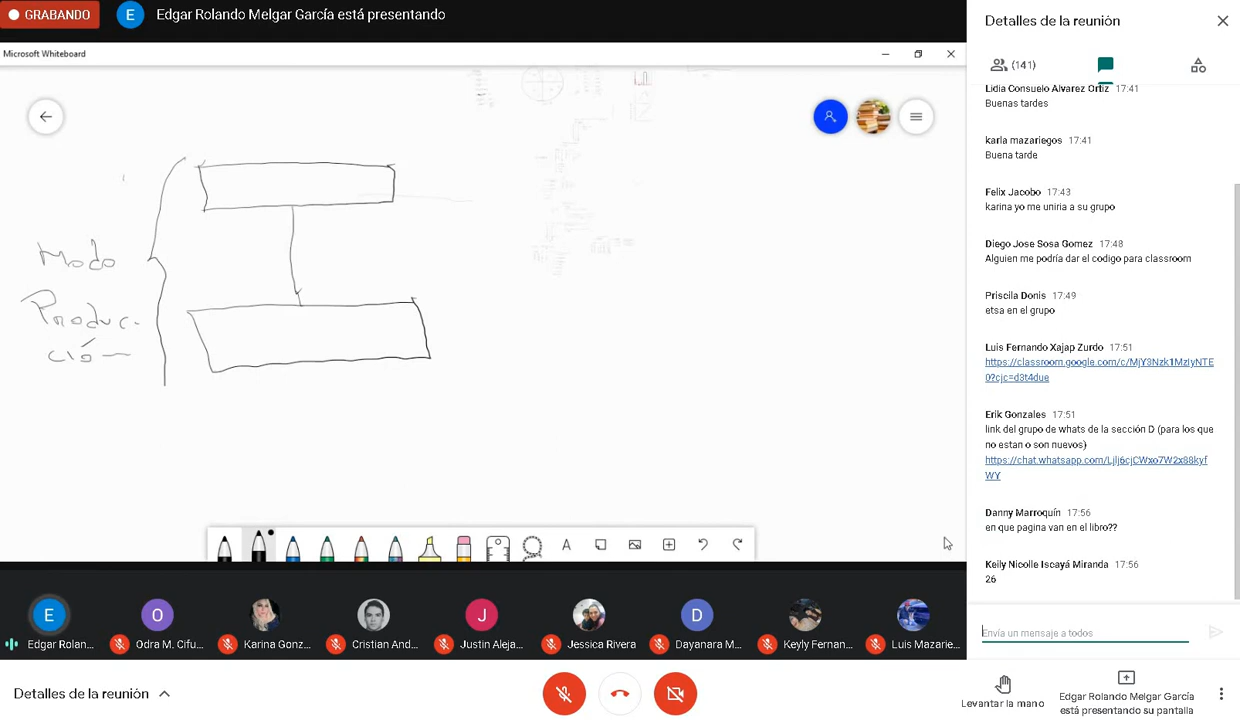 GRABANDO
E
Edgar Rolando Melgar García está presentando
Microsoft Whiteboard
Modo
Produc-
ción
A
E
O
J
D
Edgar Rolan...
Odra M. Cifu...
Karina Gonz...
Cristian And...
Justin Aleja...
Jessica Rivera
Dayanara M...
Keyly Fernan...
Luis Mazarie...
Detalles de la reunión
Levantar la mano
Edgar Rolando Melgar García
está presentando su pantalla
Detalles de la reunión
(141)
Lidia Consuelo Alvarez Ortiz 17:41
Buenas tardes
karla mazariegos 17:41
Buena tarde
Felix Jacobo 17:43
karina yo me uniria a su grupo
Diego Jose Sosa Gomez 17:48
Alguien me podría dar el codigo para classroom
Priscila Donis 17:49
etsa en el grupo
Luis Fernando Xajap Zurdo 17:51
https://classroom.google.com/c/MjY3Nzk1MzIyNTE
0?cjc=d3t4due
Erik Gonzales 17:51
link del grupo de whats de la sección D (para los que
no estan o son nuevos)
https://chat.whatsapp.com/Ljlj6cjCWxo7W2x88kyf
WY
Danny Marroquín 17:56
en que pagina van en el libro??
Keily Nicolle Iscayá Miranda 17:56
26
Envía un mensaje a todos